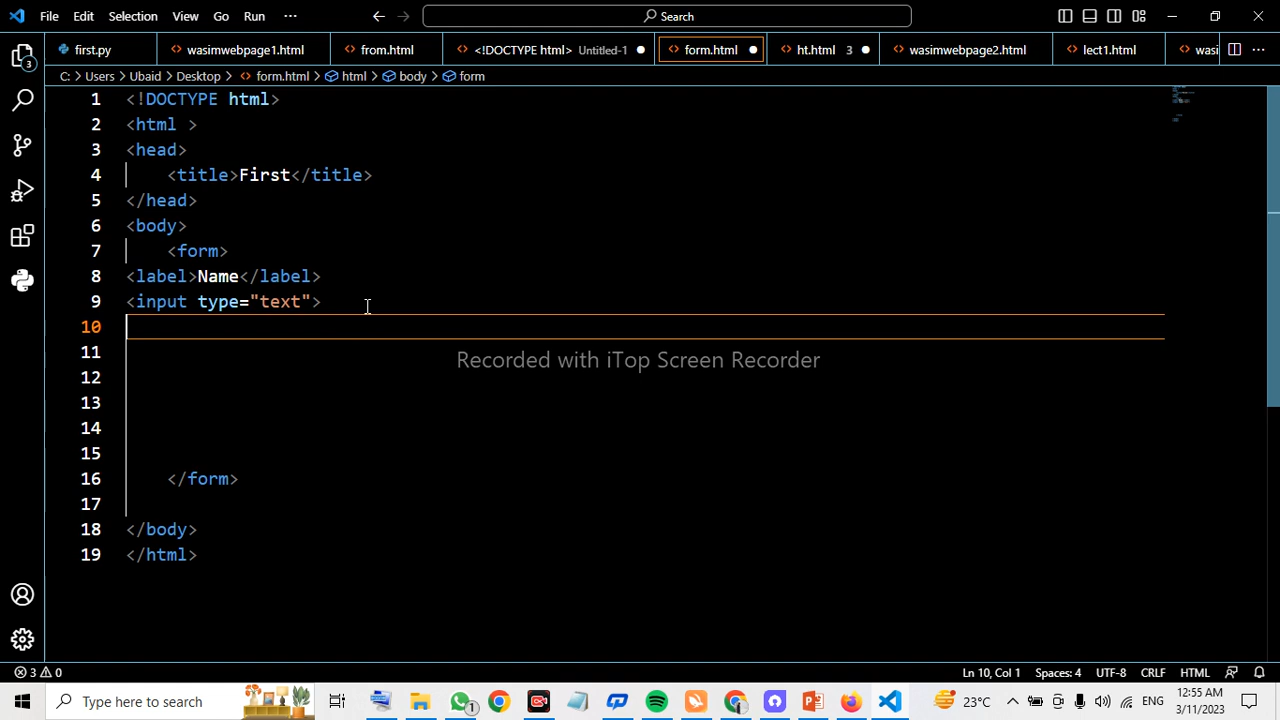 File Edit Selection View Go Run ··· Search
first.py wasimwebpage1.html from.html <!DOCTYPE html> Untitled-1 form.html ht.html 3 wasimwebpage2.html lect1.html wasi ···
C: > Users > Ubaid > Desktop > form.html > html > body > form
3
1 <!DOCTYPE html>
2 <html >
3 <head>
4 <title>First</title>
5 </head>
6 <body>
7 <form>
8 <label>Name</label>
9 <input type="text">
10
11
Recorded with iTop Screen Recorder
12
13
14
15
16 </form>
17
18 </body>
19 </html>
3 0 Ln 10, Col 1 Spaces: 4 UTF-8 CRLF HTML
Type here to search 1 23°C 12:55 AM
3/11/2023